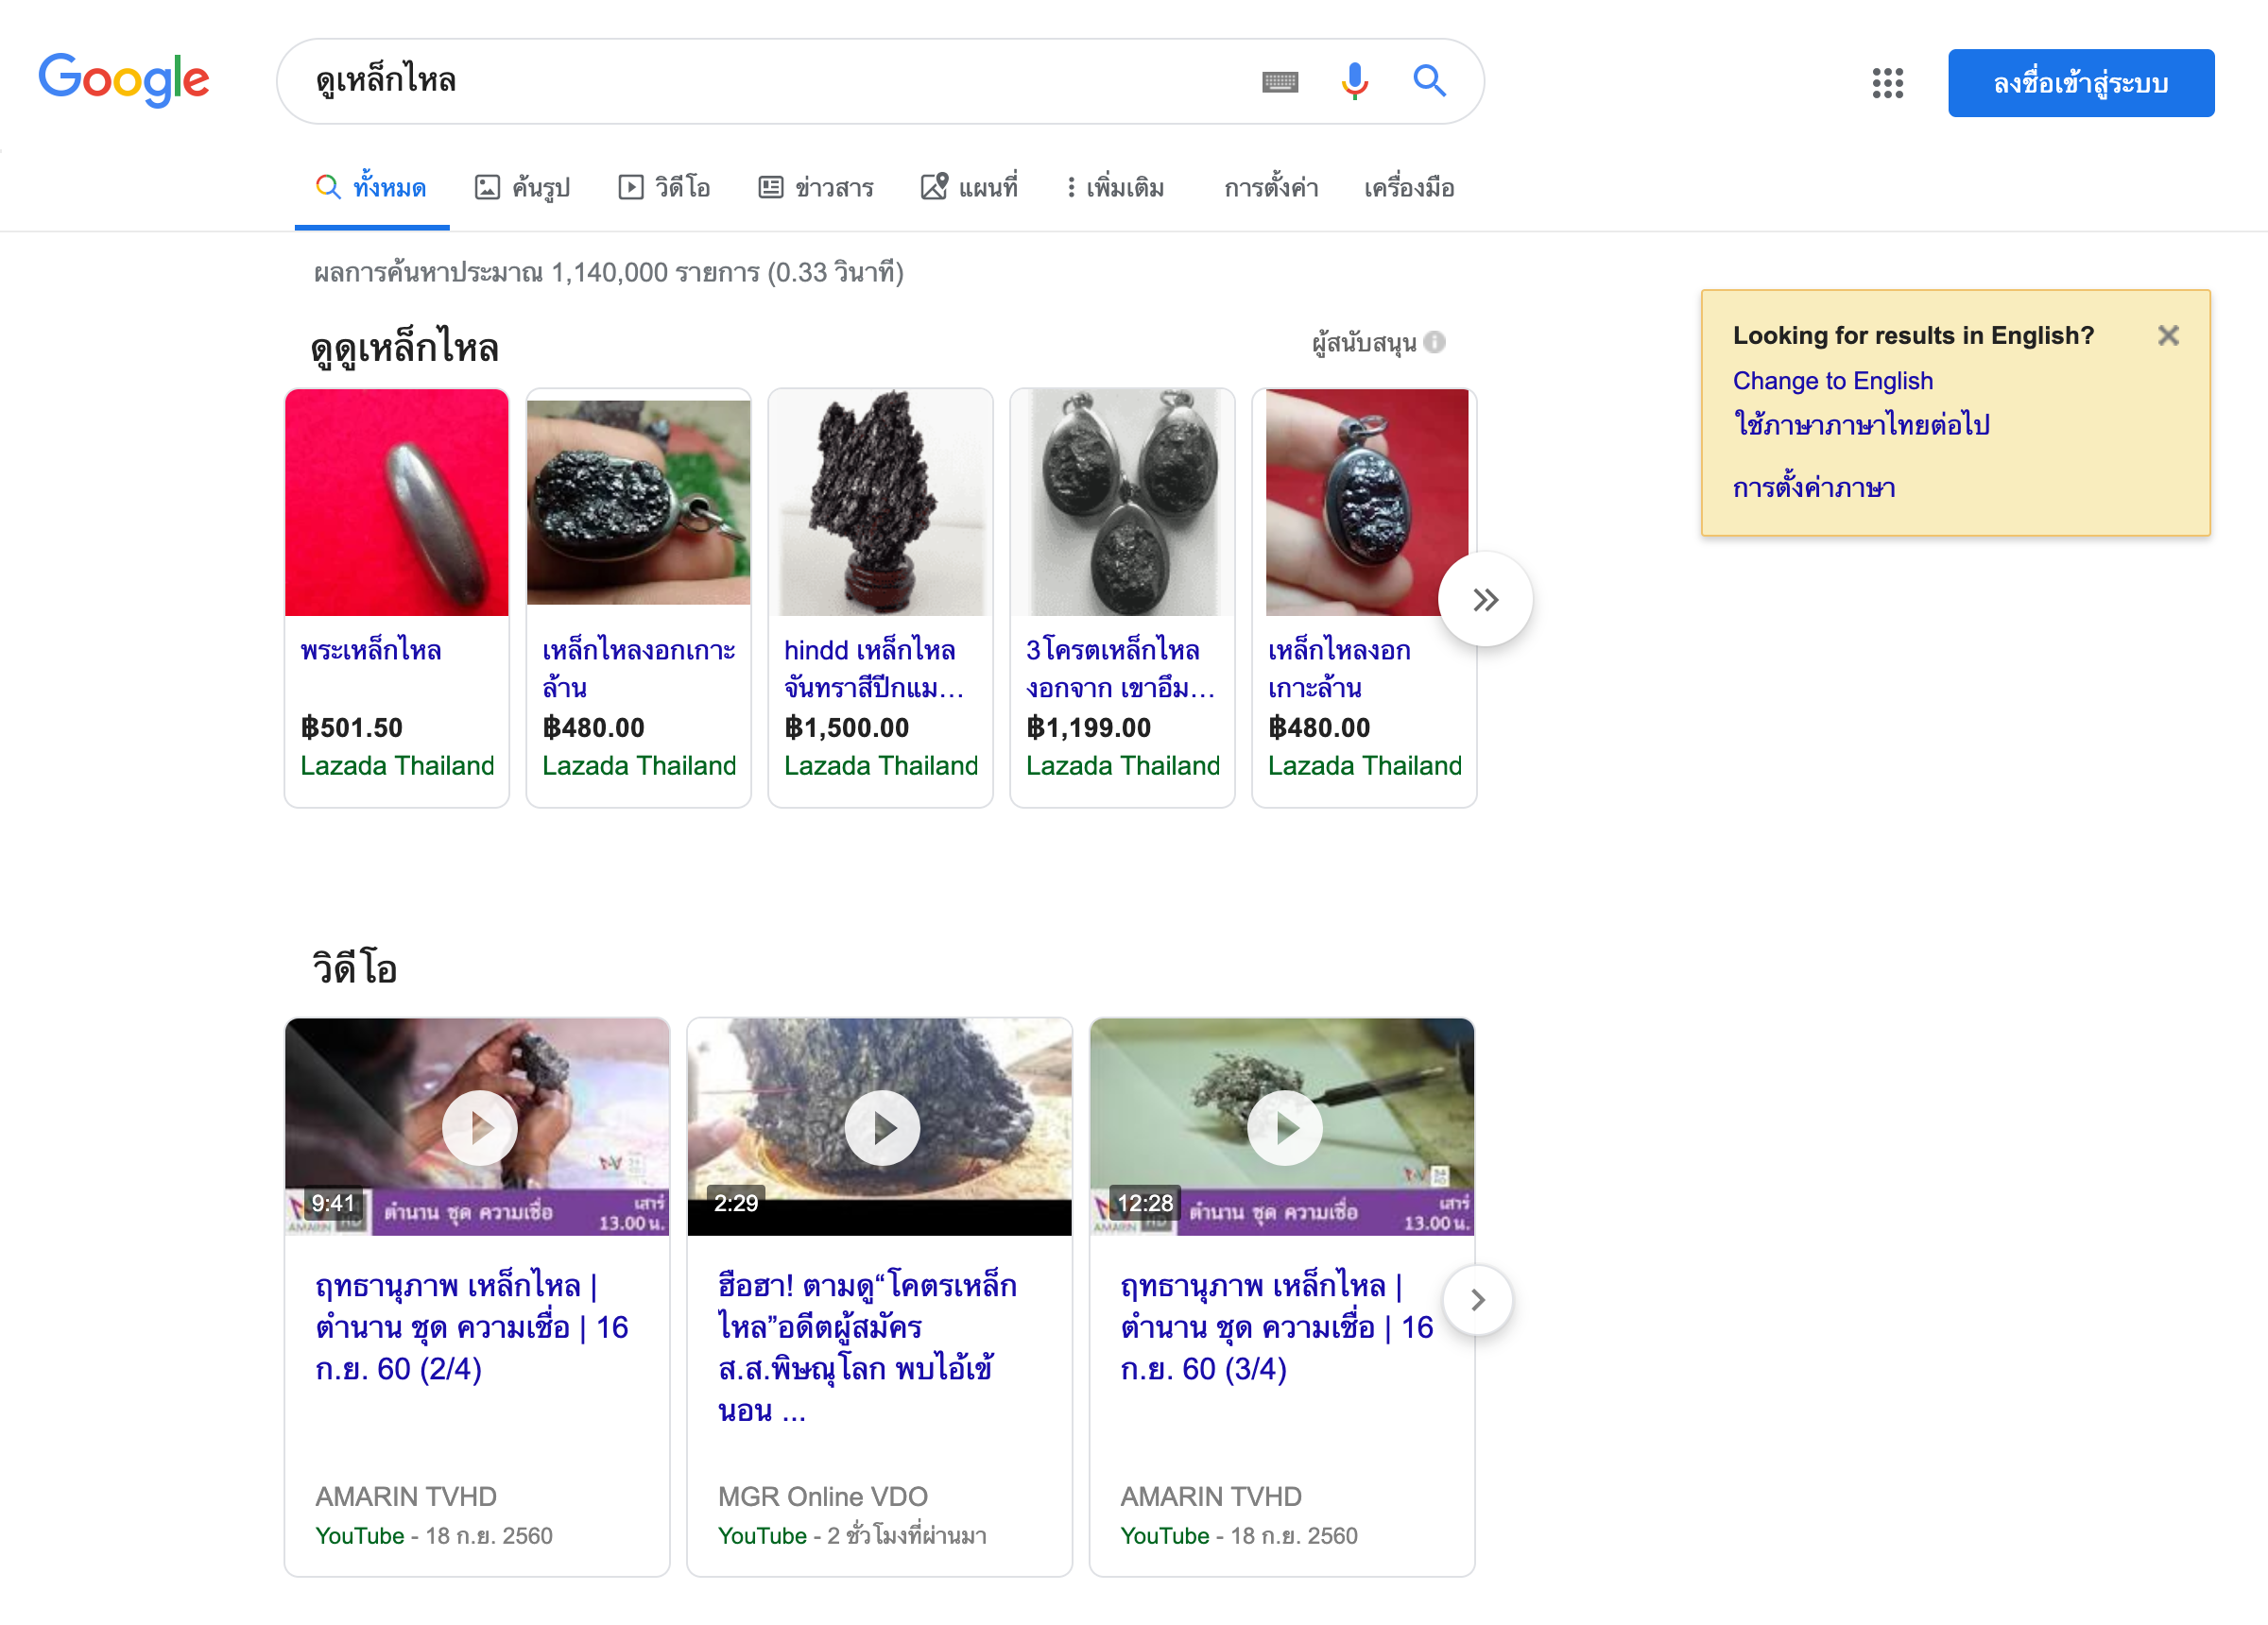 Google
ดูเหล็กไหล
ลงชื่อเข้าสู่ระบบ
ทั้งหมด
ค้นรูป
วิดีโอ
ข่าวสาร
แผนที่
เพิ่มเติม
การตั้งค่า
เครื่องมือ
ผลการค้นหาประมาณ 1,140,000 รายการ (0.33 วินาที)
Looking for results in English?
Change to English
ใช้ภาษาภาษาไทยต่อไป
การตั้งค่าภาษา
ดูดูเหล็กไหล
ผู้สนับสนุน
พระเหล็กไหล
฿501.50
Lazada Thailand
เหล็กไหลงอกเกาะ
ล้าน
฿480.00
Lazada Thailand
hindd เหล็กไหล
จันทราสีปีกแม...
฿1,500.00
Lazada Thailand
3โครตเหล็กไหล
งอกจาก เขาอึม...
฿1,199.00
Lazada Thailand
เหล็กไหลงอก
เกาะล้าน
฿480.00
Lazada Thailand
วิดีโอ
9:41
AMARIN HD
ตำนาน ชุด ความเชื่อ
เสาร์
13.00 น.
ฤทธานุภาพ เหล็กไหล |
ตำนาน ชุด ความเชื่อ | 16
ก.ย. 60 (2/4)
AMARIN TVHD
YouTube - 18 ก.ย. 2560
2:29
ฮือฮา! ตามดู“โคตรเหล็ก
ไหล”อดีตผู้สมัคร
ส.ส.พิษณุโลก พบไอ้เข้
นอน ...
MGR Online VDO
YouTube - 2 ชั่วโมงที่ผ่านมา
12:28
AMARIN HD
ตำนาน ชุด ความเชื่อ
เสาร์
13.00 น.
ฤทธานุภาพ เหล็กไหล |
ตำนาน ชุด ความเชื่อ | 16
ก.ย. 60 (3/4)
AMARIN TVHD
YouTube - 18 ก.ย. 2560